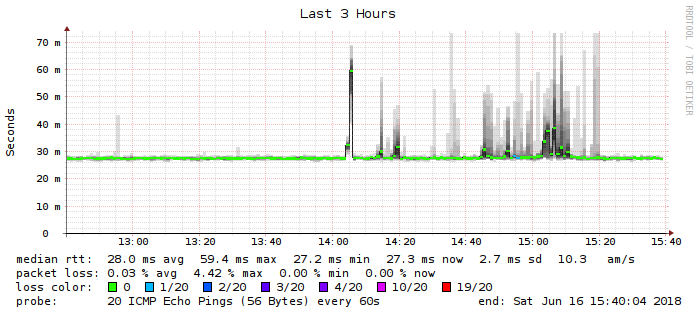 Last 3 Hours
RRDTOOL / TOBI OETIKER
Seconds
70 m
60 m
50 m
40 m
30 m
20 m
10 m
0
13:00 13:20 13:40 14:00 14:20 14:40 15:00 15:20 15:40
median rtt: 28.0 ms avg 59.4 ms max 27.2 ms min 27.3 ms now 2.7 ms sd 10.3 am/s
packet loss: 0.03 % avg 4.42 % max 0.00 % min 0.00 % now
loss color: 0 1/20 2/20 3/20 4/20 10/20 19/20
probe: 20 ICMP Echo Pings (56 Bytes) every 60s end: Sat Jun 16 15:40:04 2018